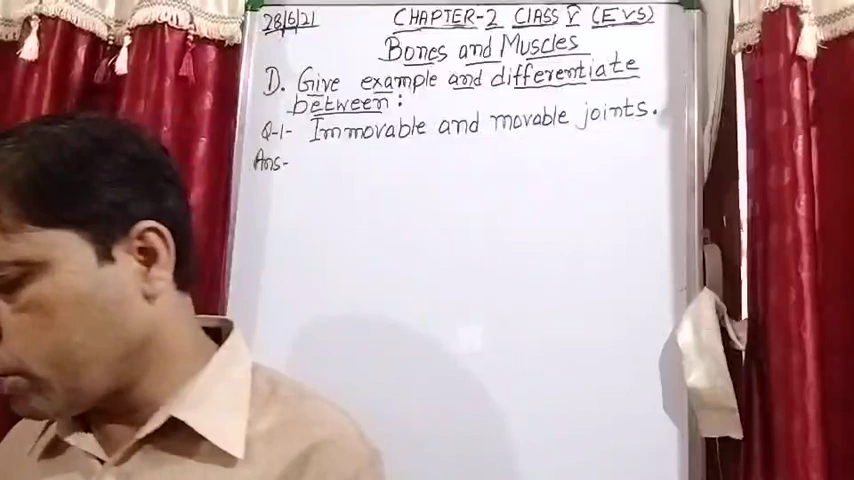 28/6/21 CHAPTER-2 CLASS V (EVS)
Bones and Muscles
D. Give example and differentiate
between:
Q-1- Immovable and movable joints.
Ans-